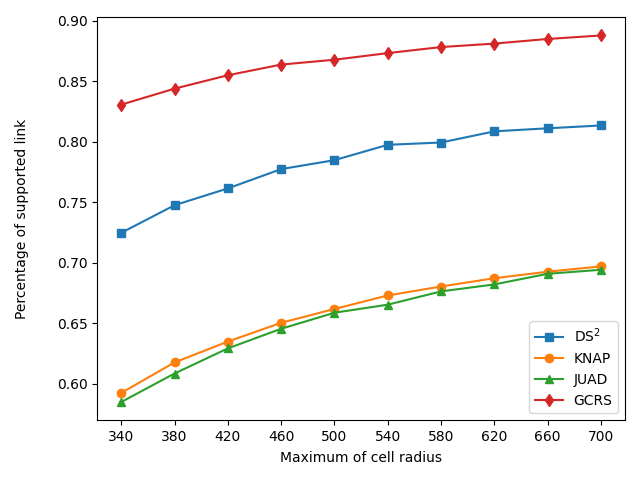 0.90
0.85
0.80
0.75
0.70
0.65
0.60
Percentage of supported link
340 380 420 460 500 540 580 620 660 700
Maximum of cell radius
DS²
KNAP
JUAD
GCRS